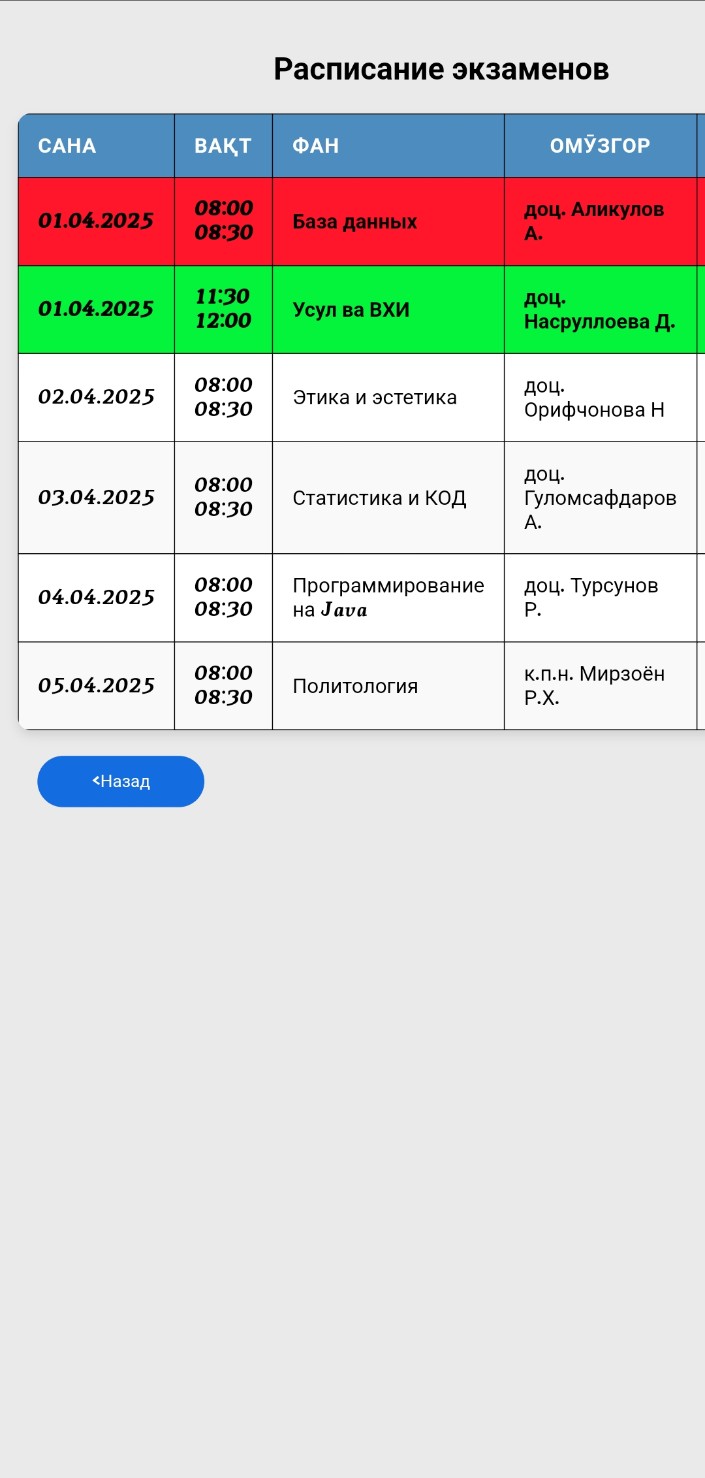 Расписание экзаменов
САНА ВАҚТ ФАН ОМӮЗГОР
01.04.2025 08:00 08:30 База данных доц. Аликулов А.
01.04.2025 11:30 12:00 Усул ва ВХИ доц. Насруллоева Д.
02.04.2025 08:00 08:30 Этика и эстетика доц. Орифчонова Н
03.04.2025 08:00 08:30 Статистика и КОД доц. Гуломсафдаров А.
04.04.2025 08:00 08:30 Программирование на Java доц. Турсунов Р.
05.04.2025 08:00 08:30 Политология к.п.н. Мирзоён Р.Х.
<Назад